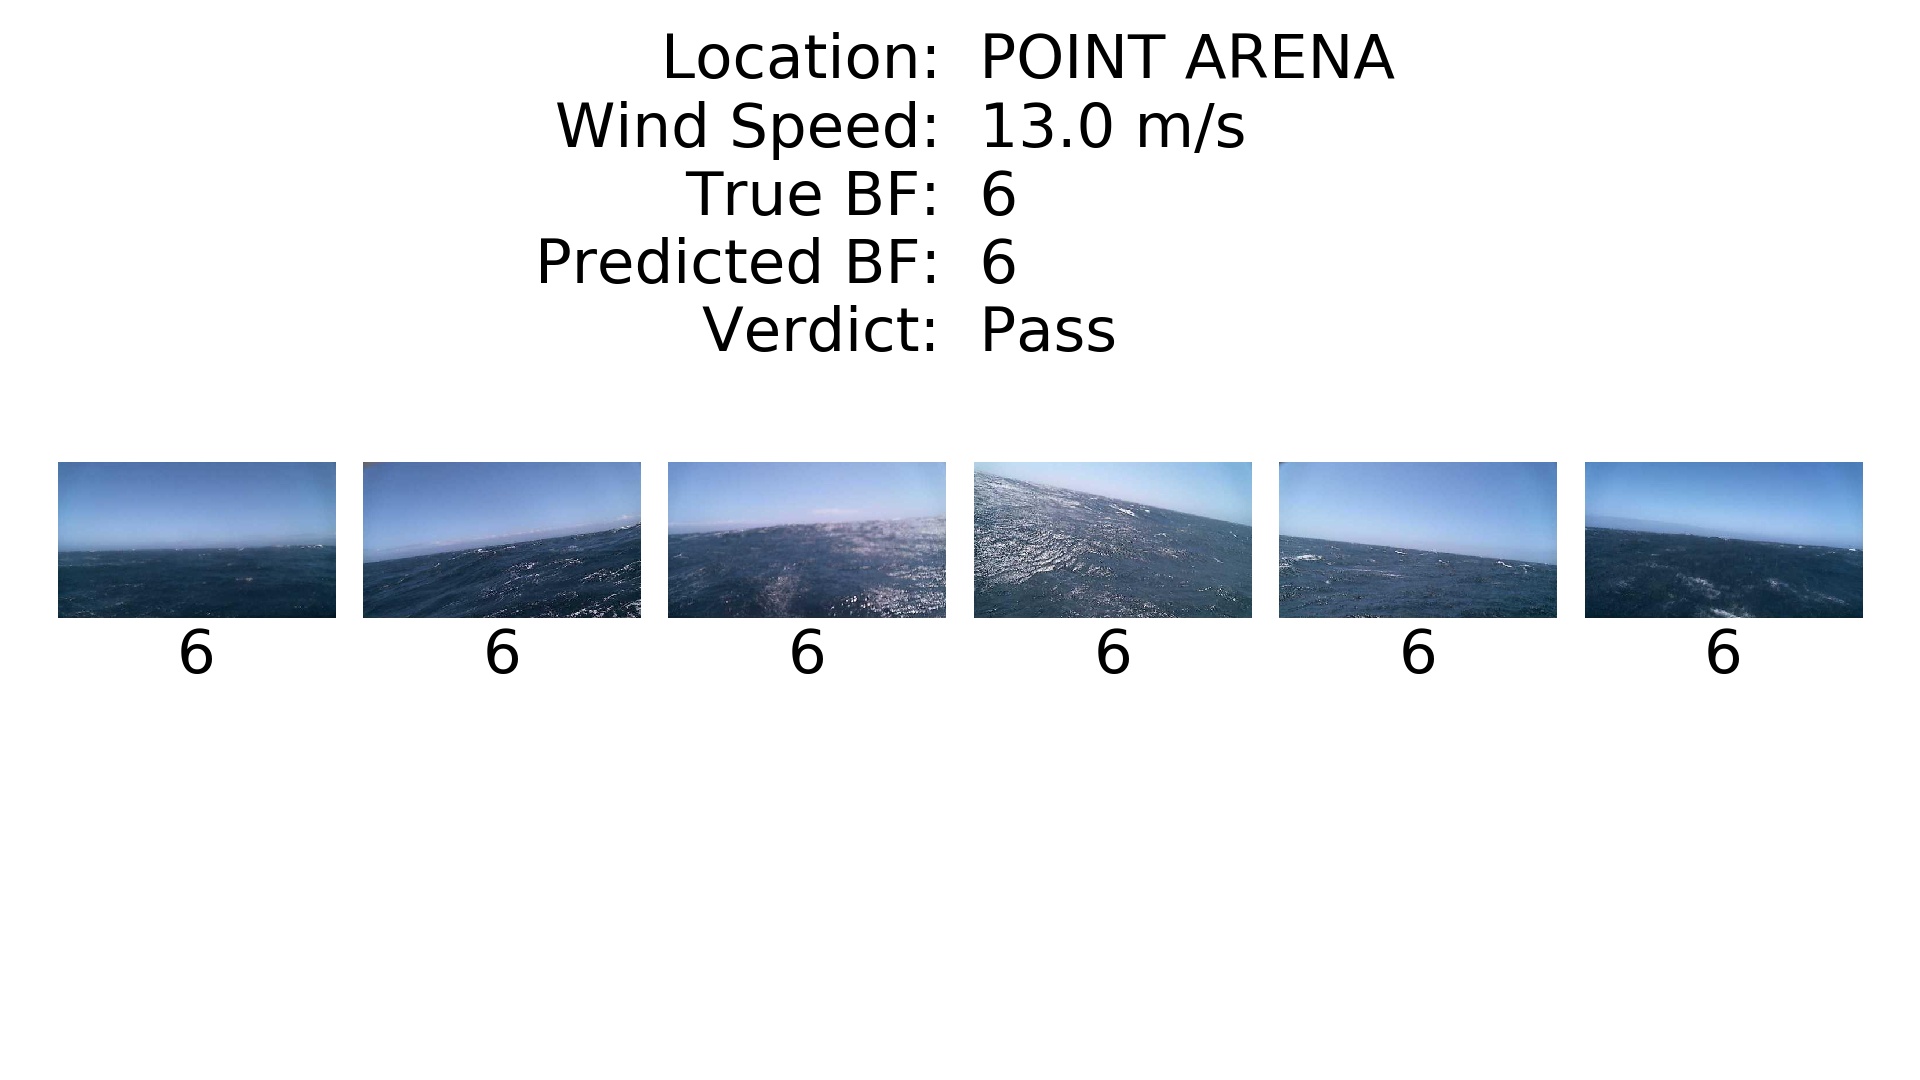 Location: POINT ARENA
Wind Speed: 13.0 m/s
True BF: 6
Predicted BF: 6
Verdict: Pass
6 6 6 6 6 6